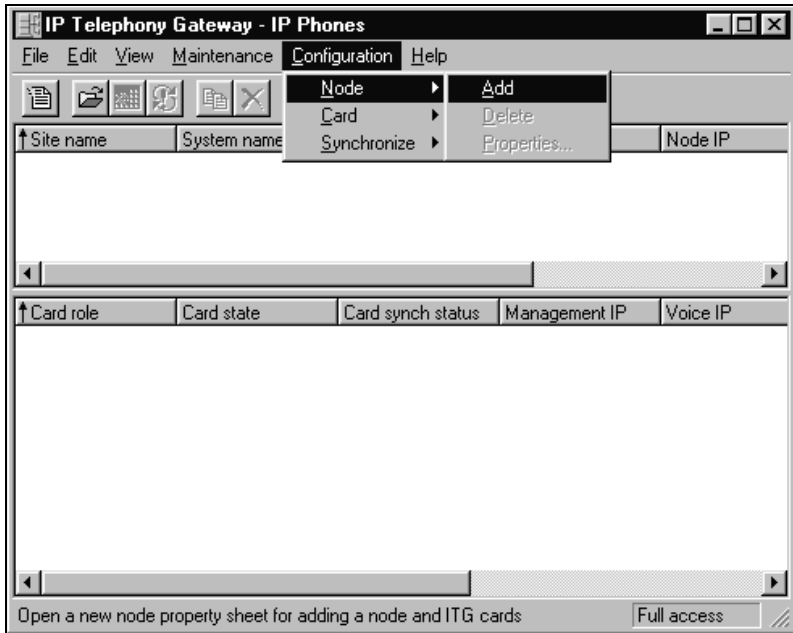 IP Telephony Gateway - IP Phones
File Edit View Maintenance Configuration Help
Node Add
Card Delete
Synchronize Properties...
Site name System name Node IP
Card role Card state Card synch status Management IP Voice IP
Open a new node property sheet for adding a node and ITG cards Full access